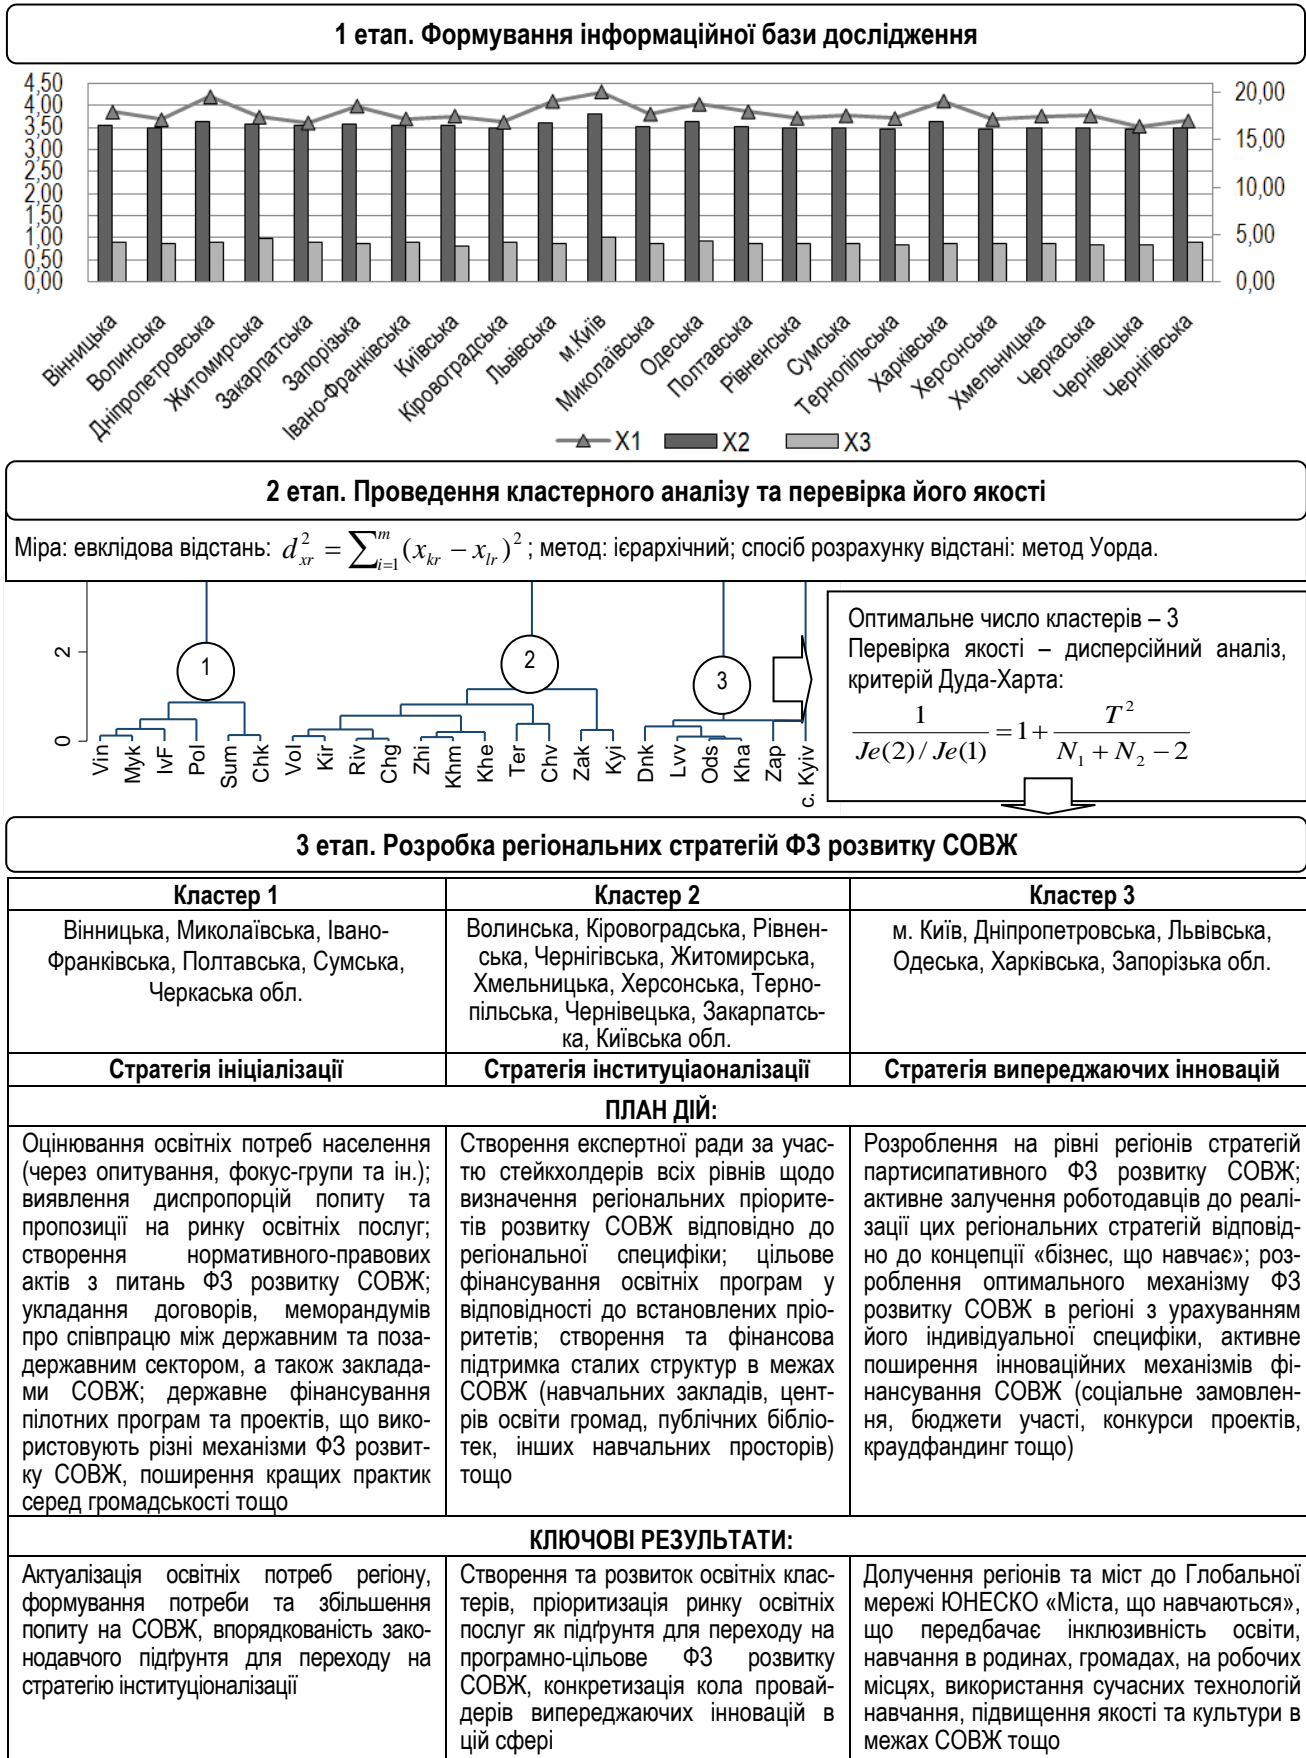 1 етап. Формування інформаційної бази дослідження
4,50
4,00
3,50
3,00
2,50
2,00
1,50
1,00
0,50
0,00
20,00
15,00
10,00
5,00
0,00
Вінницька
Волинська
Дніпропетровська
Житомирська
Закарпатська
Запорізька
Івано-Франківська
Київська
Кіровоградська
Львівська
м.Київ
Миколаївська
Одеська
Полтавська
Рівненська
Сумська
Тернопільська
Харківська
Херсонська
Хмельницька
Черкаська
Чернівецька
Чернігівська
X1 X2 X3
2 етап. Проведення кластерного аналізу та перевірка його якості
Міра: евклідова відстань: d²_xr = ∑_{i=1}^{m} (x_kr − x_lr)² ; метод: ієрархічний; спосіб розрахунку відстані: метод Уорда.
2
0
1
2
3
Vin
Myk
IvF
Pol
Sum
Chk
Vol
Kir
Riv
Chg
Zhi
Khm
Khe
Ter
Chv
Zak
Kyi
Dnk
Lvv
Ods
Kha
Zap
c. Kyiv
Оптимальне число кластерів – 3
Перевірка якості – дисперсійний аналіз,
критерій Дуда-Харта:
1 / (Je(2) / Je(1)) = 1 + T² / (N₁ + N₂ − 2)
3 етап. Розробка регіональних стратегій ФЗ розвитку СОВЖ
Кластер 1
Кластер 2
Кластер 3
Вінницька, Миколаївська, Івано-
Франківська, Полтавська, Сумська,
Черкаська обл.
Волинська, Кіровоградська, Рівнен-
ська, Чернігівська, Житомирська,
Хмельницька, Херсонська, Терно-
пільська, Чернівецька, Закарпатсь-
ка, Київська обл.
м. Київ, Дніпропетровська, Львівська,
Одеська, Харківська, Запорізька обл.
Стратегія ініціалізації
Стратегія інституціаоналізації
Стратегія випереджаючих інновацій
ПЛАН ДІЙ:
Оцінювання освітніх потреб населення
(через опитування, фокус-групи та ін.);
виявлення диспропорцій попиту та
пропозиції на ринку освітніх послуг;
створення нормативного-правових
актів з питань ФЗ розвитку СОВЖ;
укладання договорів, меморандумів
про співпрацю між державним та поза-
державним сектором, а також заклада-
ми СОВЖ; державне фінансування
пілотних програм та проектів, що вико-
ристовують різні механізми ФЗ розвит-
ку СОВЖ, поширення кращих практик
серед громадськості тощо
Створення експертної ради за учас-
тю стейкхолдерів всіх рівнів щодо
визначення регіональних пріорите-
тів розвитку СОВЖ відповідно до
регіональної специфіки; цільове
фінансування освітніх програм у
відповідності до встановлених пріо-
ритетів; створення та фінансова
підтримка сталих структур в межах
СОВЖ (навчальних закладів, цент-
рів освіти громад, публічних бібліо-
тек, інших навчальних просторів)
тощо
Розроблення на рівні регіонів стратегій
партисипативного ФЗ розвитку СОВЖ;
активне залучення роботодавців до реалі-
зації цих регіональних стратегій відповід-
но до концепції «бізнес, що навчає»; роз-
роблення оптимального механізму ФЗ
розвитку СОВЖ в регіоні з урахуванням
його індивідуальної специфіки, активне
поширення інноваційних механізмів фі-
нансування СОВЖ (соціальне замовлен-
ня, бюджети участі, конкурси проектів,
краудфандинг тощо)
КЛЮЧОВІ РЕЗУЛЬТАТИ:
Актуалізація освітніх потреб регіону,
формування потреби та збільшення
попиту на СОВЖ, впорядкованість зако-
нодавчого підґрунтя для переходу на
стратегію інституціоналізації
Створення та розвиток освітніх клас-
терів, пріоритизація ринку освітніх
послуг як підґрунтя для переходу на
програмно-цільове ФЗ розвитку
СОВЖ, конкретизація кола провай-
дерів випереджаючих інновацій в
цій сфері
Долучення регіонів та міст до Глобальної
мережі ЮНЕСКО «Міста, що навчаються»,
що передбачає інклюзивність освіти,
навчання в родинах, громадах, на робочих
місцях, використання сучасних технологій
навчання, підвищення якості та культури в
межах СОВЖ тощо